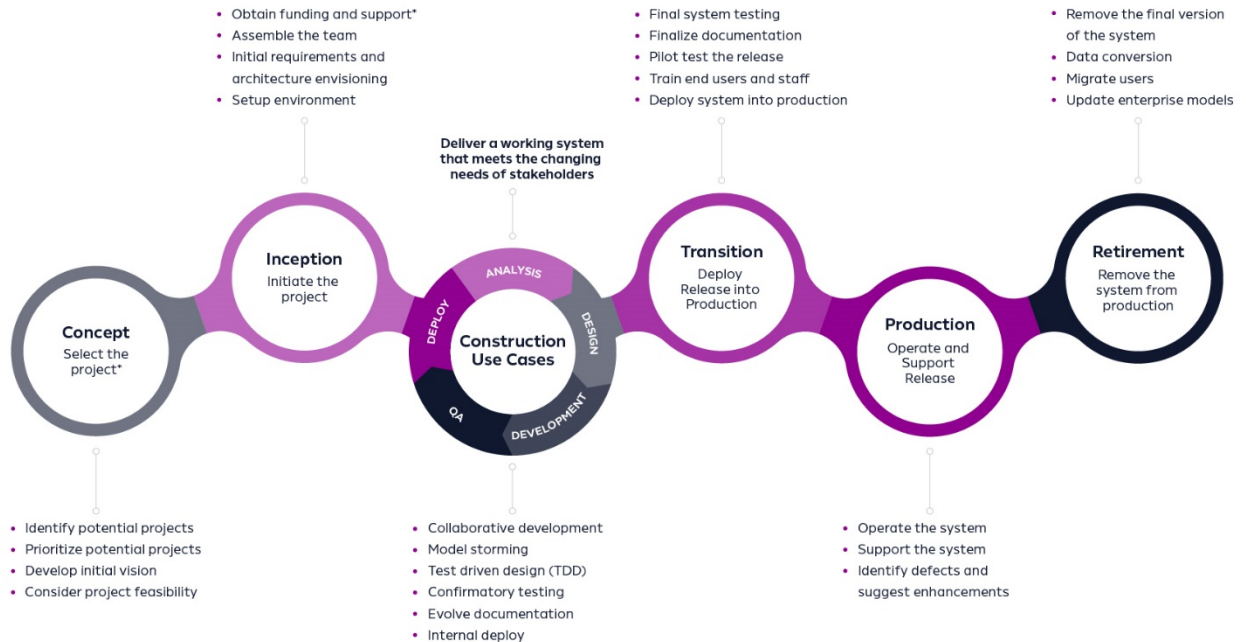 • Obtain funding and support*
• Assemble the team
• Initial requirements and
architecture envisioning
• Setup environment
• Final system testing
• Finalize documentation
• Pilot test the release
• Train end users and staff
• Deploy system into production
• Remove the final version
of the system
• Data conversion
• Migrate users
• Update enterprise models
Deliver a working system
that meets the changing
needs of stakeholders
Concept
Select the
project*
Inception
Initiate the
project
ANALYSIS
DESIGN
DEVELOPMENT
QA
DEPLOY
Construction
Use Cases
Transition
Deploy
Release into
Production
Production
Operate and
Support
Release
Retirement
Remove the
system from
production
• Identify potential projects
• Prioritize potential projects
• Develop initial vision
• Consider project feasibility
• Collaborative development
• Model storming
• Test driven design (TDD)
• Confirmatory testing
• Evolve documentation
• Internal deploy
• Operate the system
• Support the system
• Identify defects and
suggest enhancements